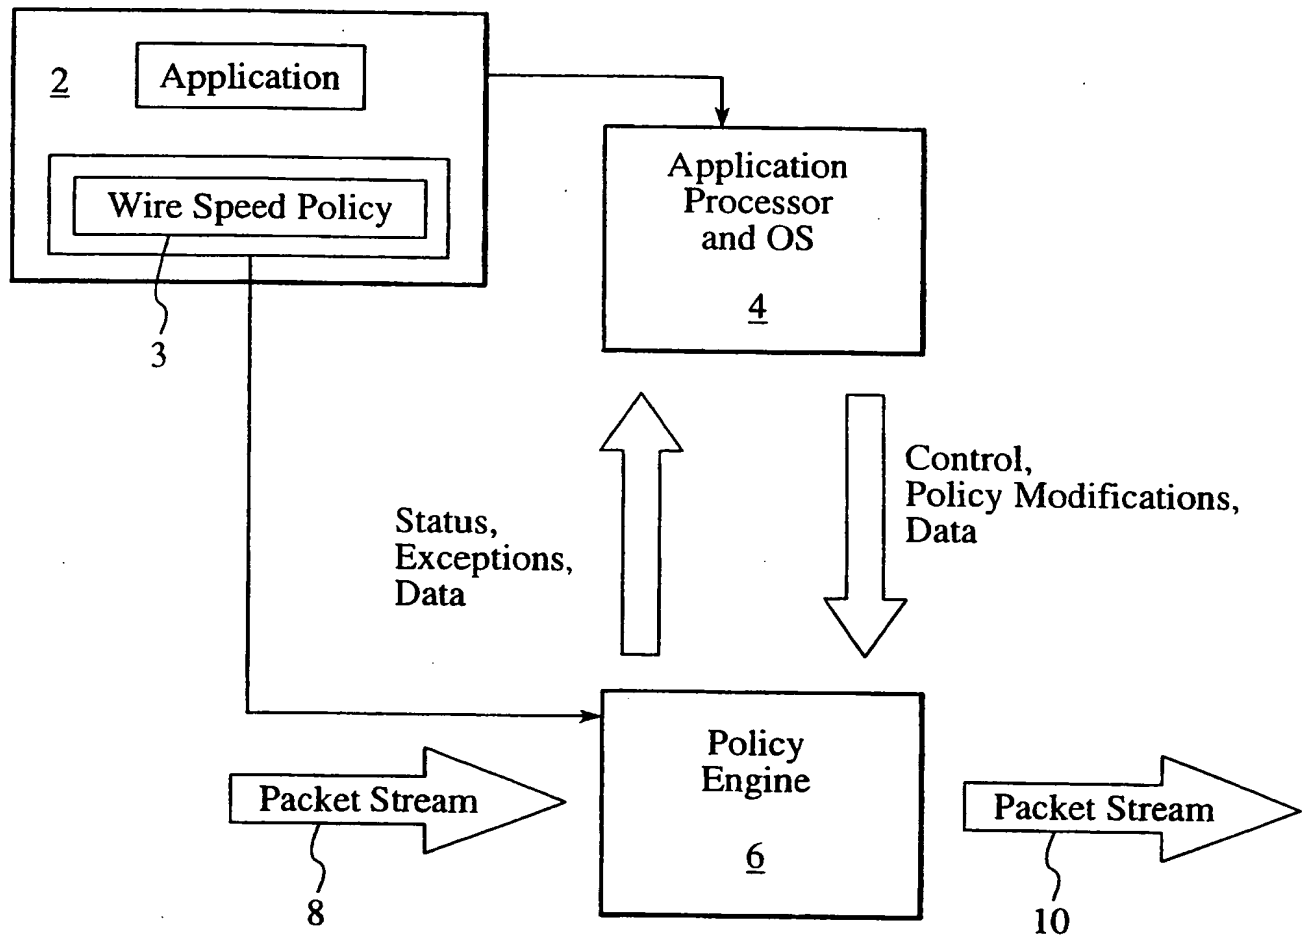 2
Application
Wire Speed Policy
3
Application
Processor
and OS
4
Status,
Exceptions,
Data
Control,
Policy Modifications,
Data
Policy
Engine
6
Packet Stream
8
Packet Stream
10